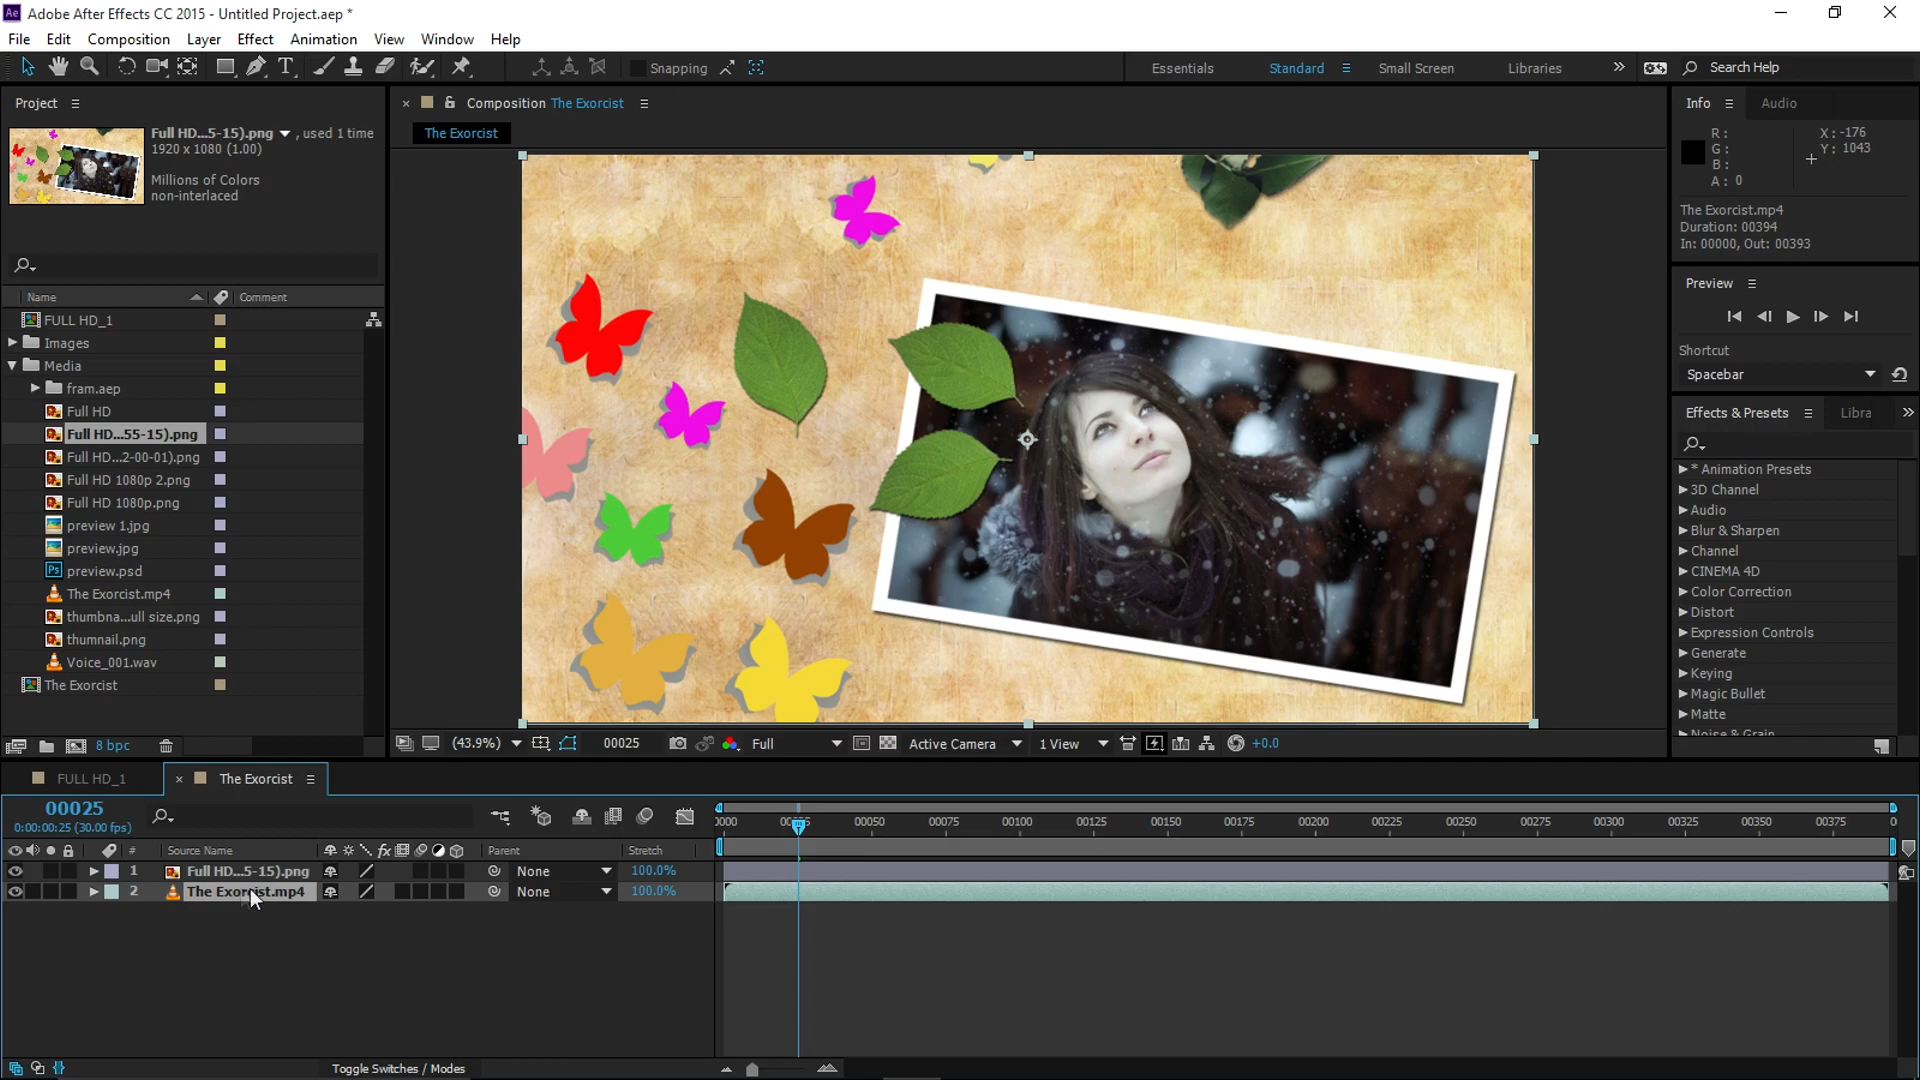 Ae Adobe After Effects CC 2015 - Untitled Project.aep *
File Edit Composition Layer Effect Animation View Window Help
Snapping Essentials Standard Small Screen Libraries » Search Help
Project
Full HD...5-15).png , used 1 time
1920 x 1080 (1.00)
Millions of Colors
non-interlaced
Name Comment
FULL HD_1
Images
Media
fram.aep
Full HD
Full HD...55-15).png
Full HD...2-00-01).png
Full HD 1080p 2.png
Full HD 1080p.png
preview 1.jpg
preview.jpg
Ps preview.psd
The Exorcist.mp4
thumbna...ull size.png
thumnail.png
Voice_001.wav
The Exorcist
8 bpc
× Composition The Exorcist
The Exorcist
(43.9%) 00025 Full Active Camera 1 View +0.0
Info Audio
R:
G:
B:
A: 0
X: -176
Y: 1043
The Exorcist.mp4
Duration: 00394
In: 00000, Out: 00393
Preview
Shortcut
Spacebar
Effects & Presets Libra »
* Animation Presets
3D Channel
Audio
Blur & Sharpen
Channel
CINEMA 4D
Color Correction
Distort
Expression Controls
Generate
Keying
Magic Bullet
Matte
Noise & Grain
FULL HD_1 × The Exorcist
00025
0:00:00:25 (30.00 fps)
0000 00050 00075 00100 00125 00150 00175 00200 00225 00250 00275 00300 00325 00350 00375 0
# Source Name fx Parent Stretch
1 Full HD...5-15).png None 100.0%
2 The Exorcist.mp4 None 100.0%
Toggle Switches / Modes